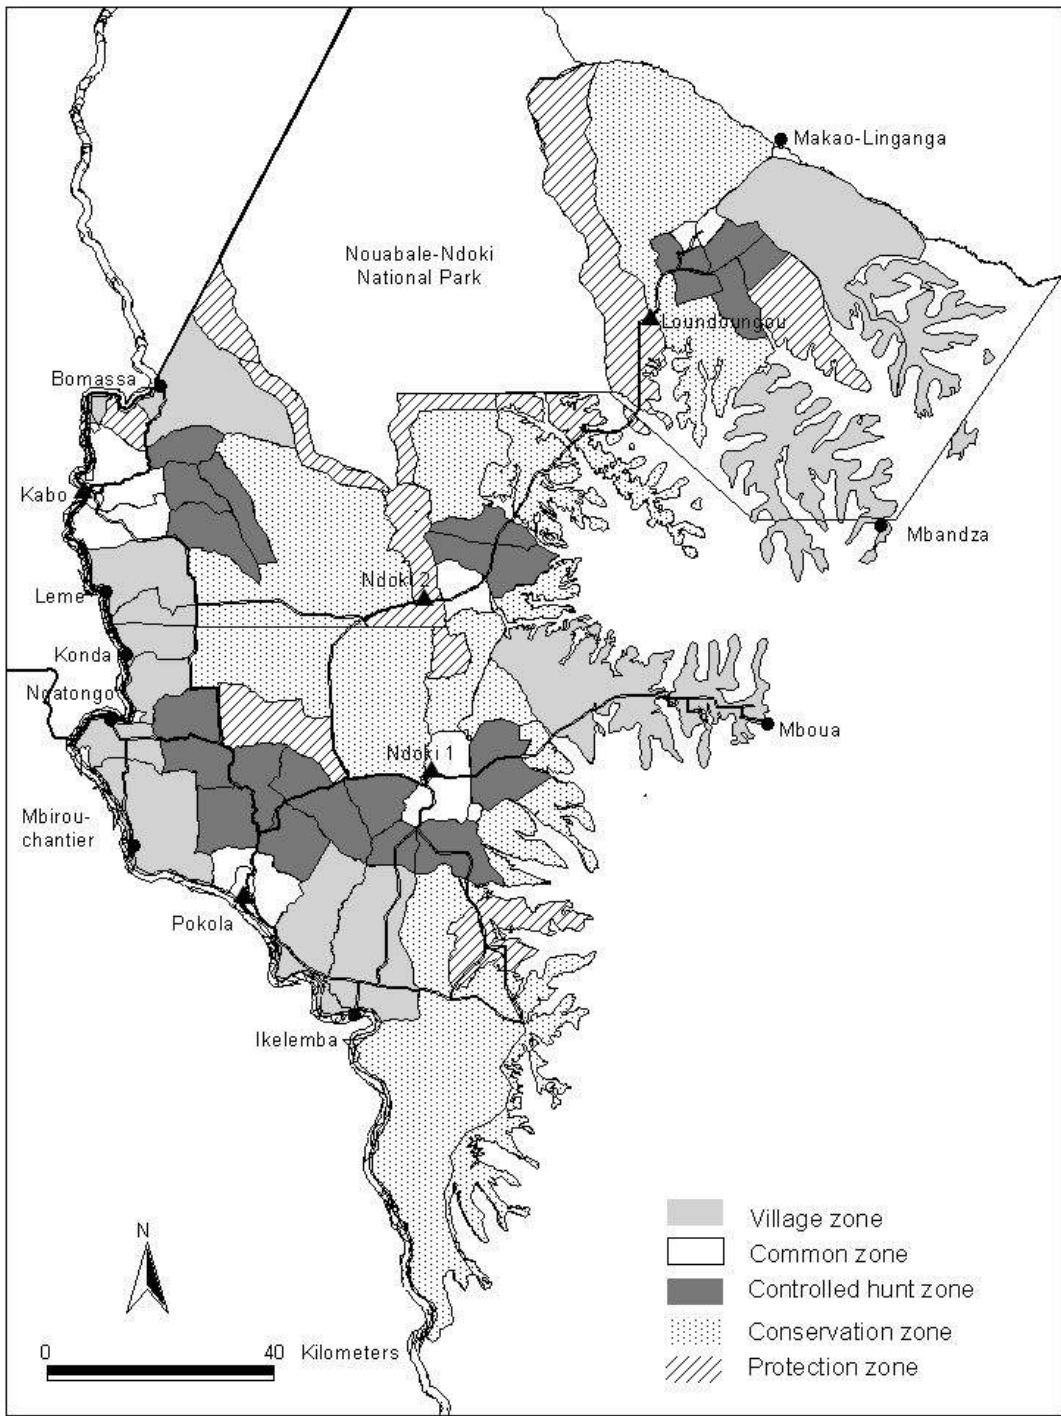 Makao-Linganga
Nouabale-Ndoki
National Park
Loundoungou
Bomassa
Kabo
Mbandza
Ndoki 2
Leme
Konda
Ngatongo
Mboua
Ndoki 1
Mbirou-
chantier
Pokola
Ikelemba
N
0 40 Kilometers
Village zone
Common zone
Controlled hunt zone
Conservation zone
Protection zone